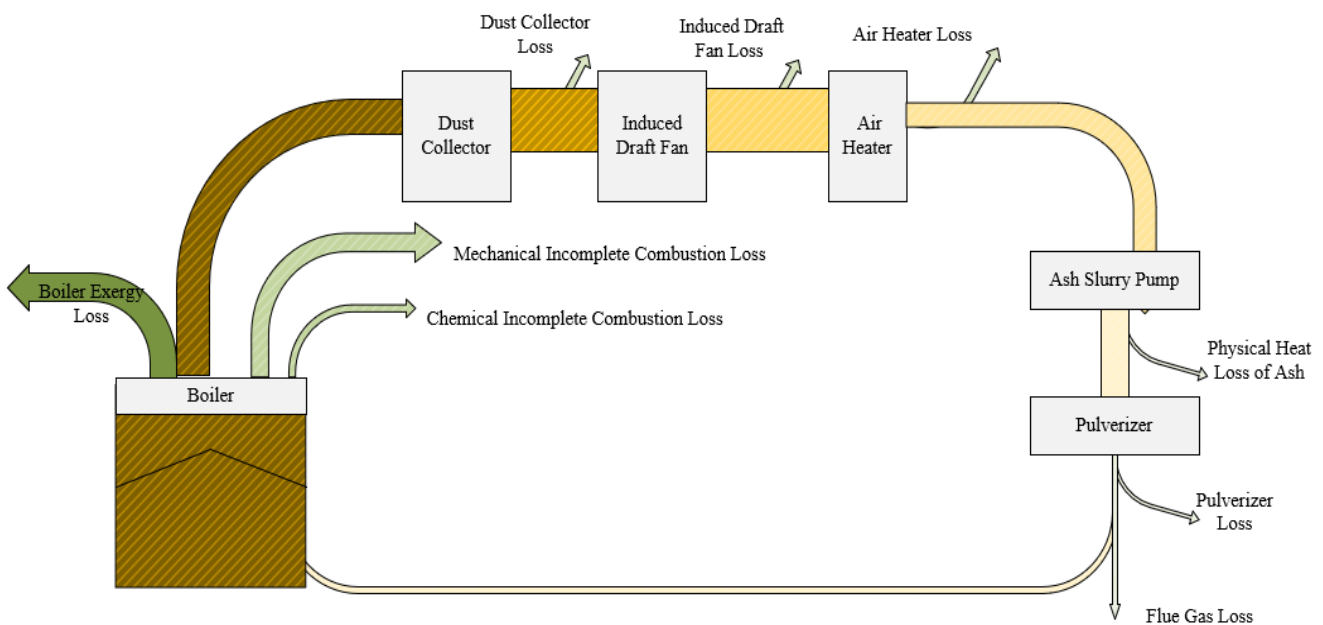 Dust Collector
Loss
Induced Draft
Fan Loss
Air Heater Loss
Dust
Collector
Induced
Draft Fan
Air
Heater
Mechanical Incomplete Combustion Loss
Boiler Exergy
Loss
Chemical Incomplete Combustion Loss
Ash Slurry Pump
Physical Heat
Loss of Ash
Boiler
Pulverizer
Pulverizer
Loss
Flue Gas Loss